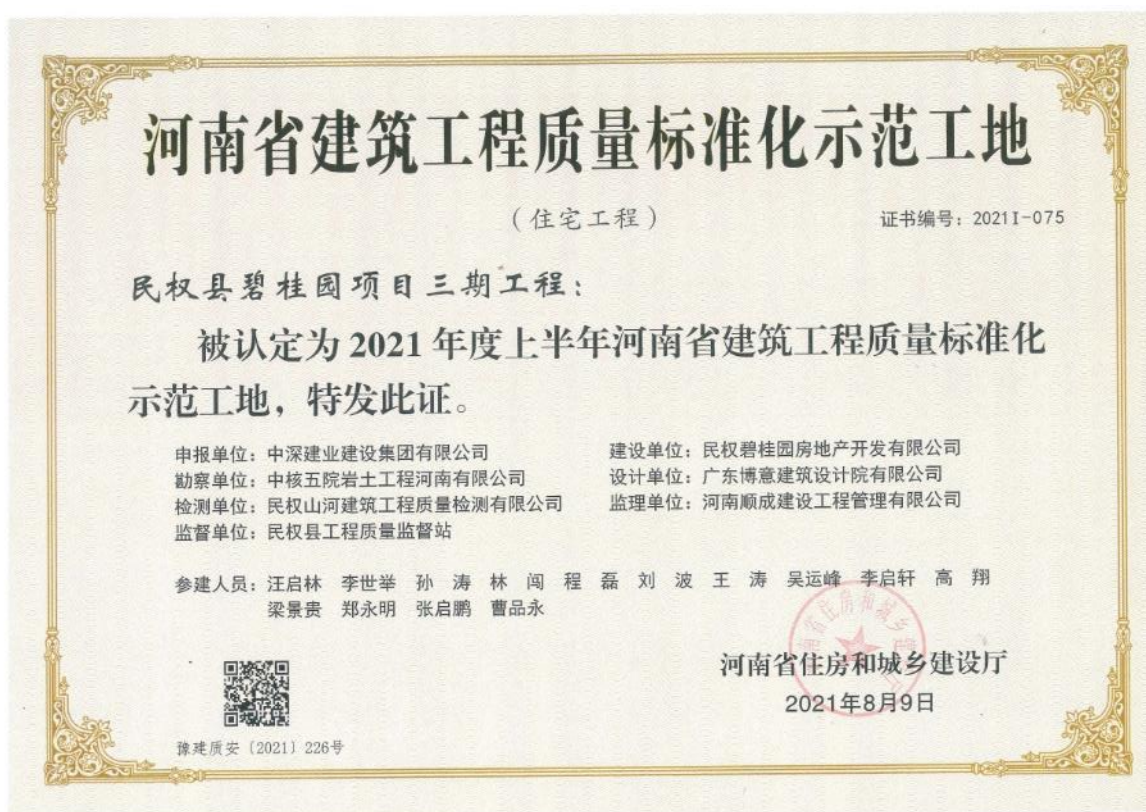 河南省建筑工程质量标准化示范工地
（住宅工程）
证书编号：2021I-075
民权县碧桂园项目三期工程：
被认定为 2021 年度上半年河南省建筑工程质量标准化
示范工地，特发此证。
申报单位：中深建业建设集团有限公司 建设单位：民权碧桂园房地产开发有限公司
勘察单位：中核五院岩土工程河南有限公司 设计单位：广东博意建筑设计院有限公司
检测单位：民权山河建筑工程质量检测有限公司 监理单位：河南顺成建设工程管理有限公司
监督单位：民权县工程质量监督站
参建人员：汪启林 李世举 孙 涛 林 闯 程 磊 刘 波 王 涛 吴运峰 李启轩 高 翔
梁景贵 郑永明 张启鹏 曹品永
河南省住房和城乡建设厅
2021年8月9日
豫建质安〔2021〕226号